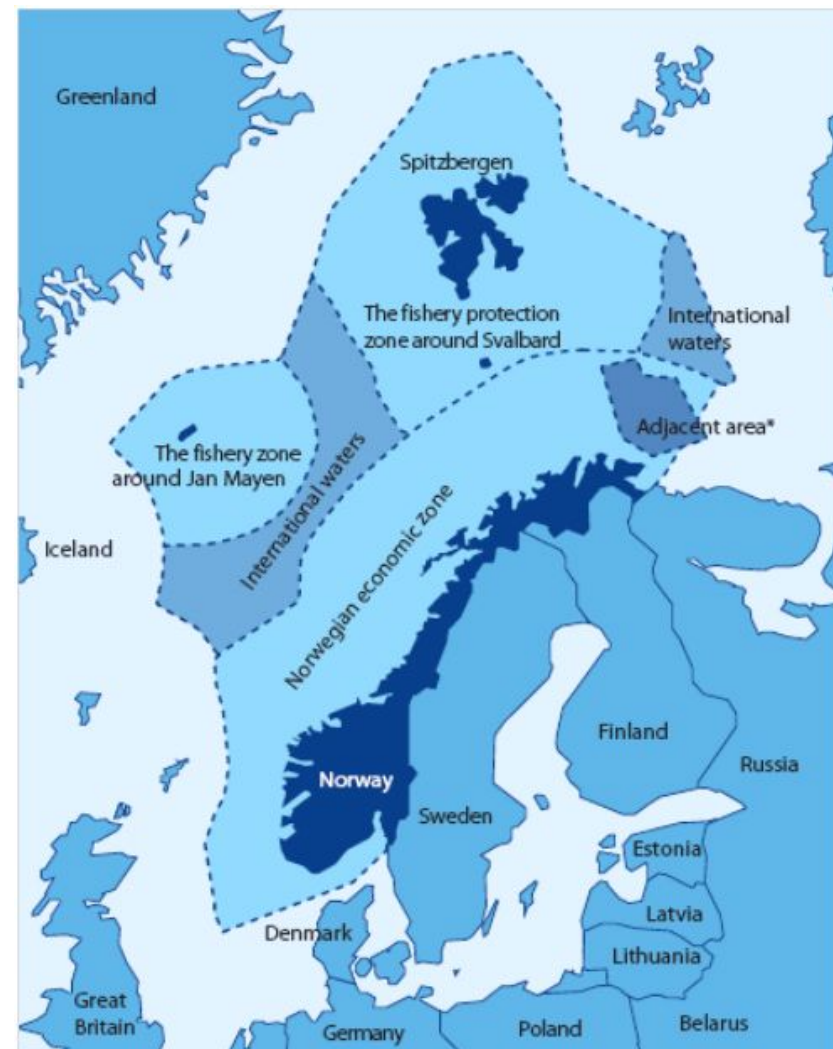 Greenland
Spitzbergen
The fishery protection
zone around Svalbard
International
waters
The fishery zone
around Jan Mayen
International waters
Adjacent area*
Iceland
Norwegian economic zone
Norway
Sweden
Finland
Russia
Estonia
Latvia
Lithuania
Denmark
Great
Britain
Germany
Poland
Belarus